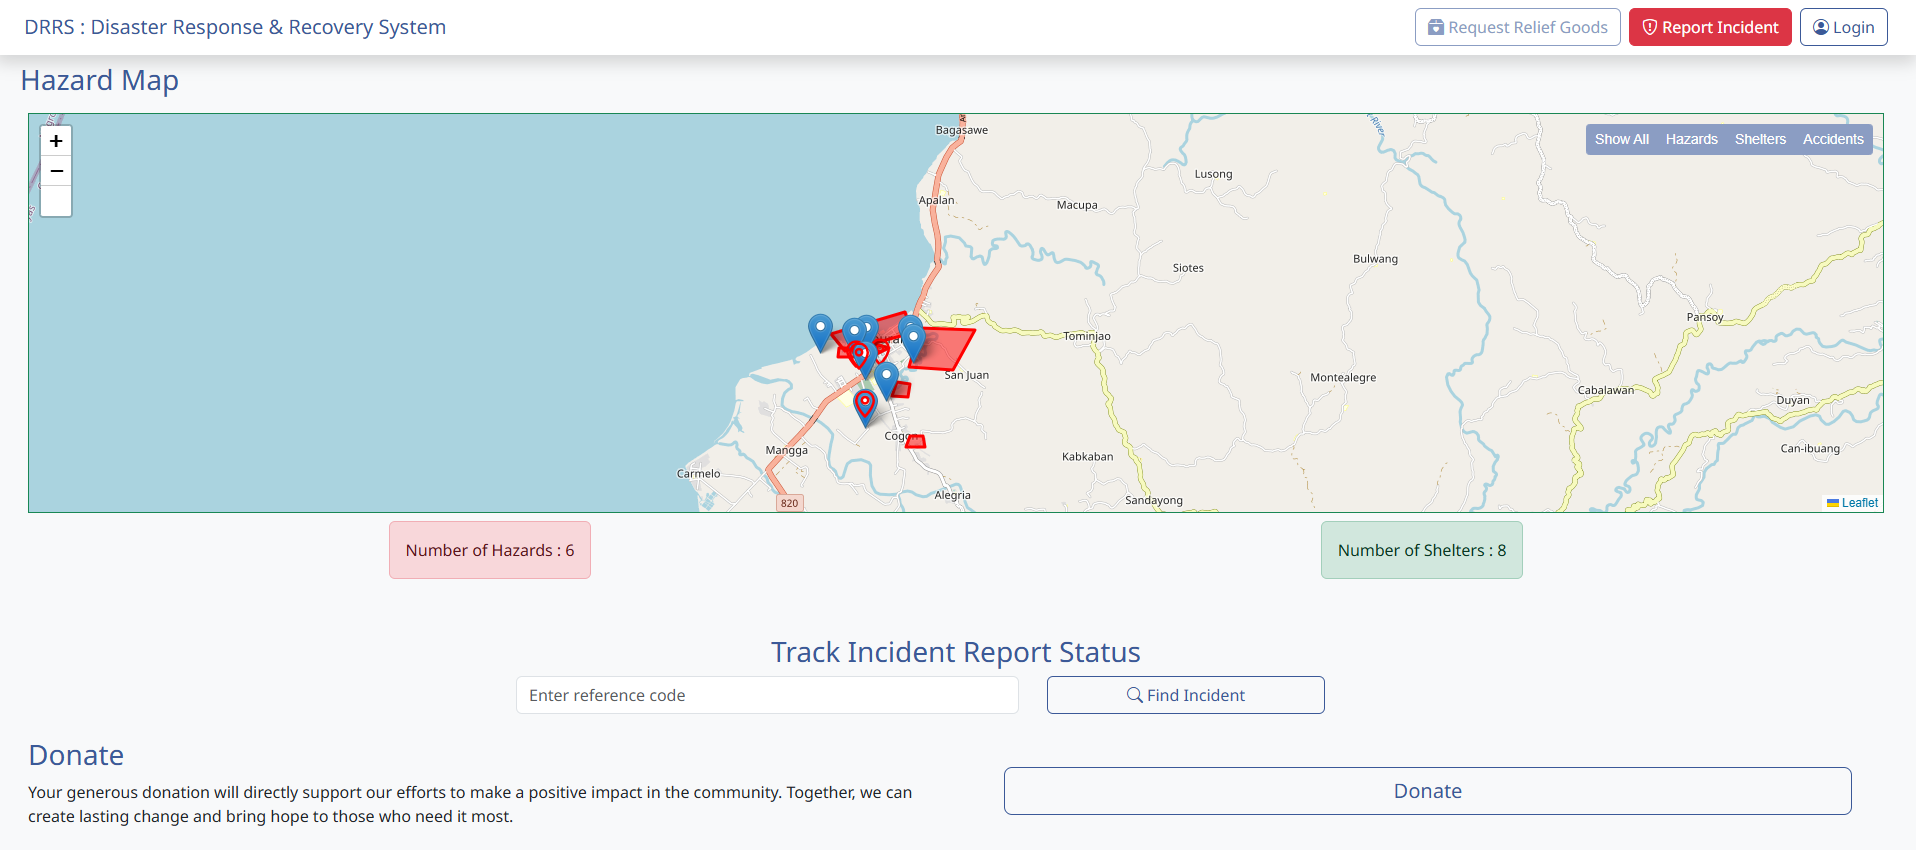 DRRS : Disaster Response & Recovery System
Request Relief Goods
Report Incident
Login
Hazard Map
+
−
Show All
Hazards
Shelters
Accidents
Bagasawe
Lusong
Apalan
Macupa
Bulwang
Siotes
Pansoy
Tominjao
San Juan
Montealegre
Cabalawan
Duyan
Mangga
Can-ibuang
Kabkaban
Carmelo
Alegria
Sandayong
820
Leaflet
Number of Hazards : 6
Number of Shelters : 8
Track Incident Report Status
Enter reference code
Find Incident
Donate
Your generous donation will directly support our efforts to make a positive impact in the community. Together, we can
create lasting change and bring hope to those who need it most.
Donate